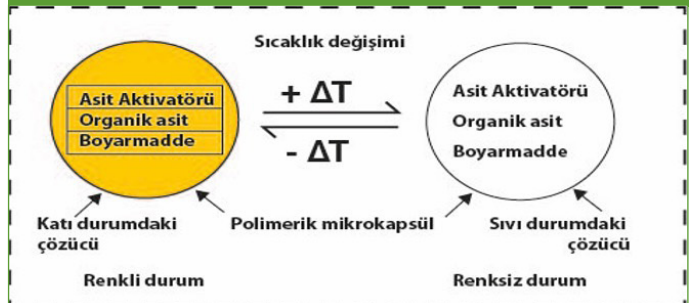 Sıcaklık değişimi
Asit Aktivatörü
Organik asit
Boyarmadde
+ ΔT
- ΔT
Asit Aktivatörü
Organik asit
Boyarmadde
Katı durumdaki
çözücü
Polimerik mikrokapsül
Sıvı durumdaki
çözücü
Renkli durum
Renksiz durum